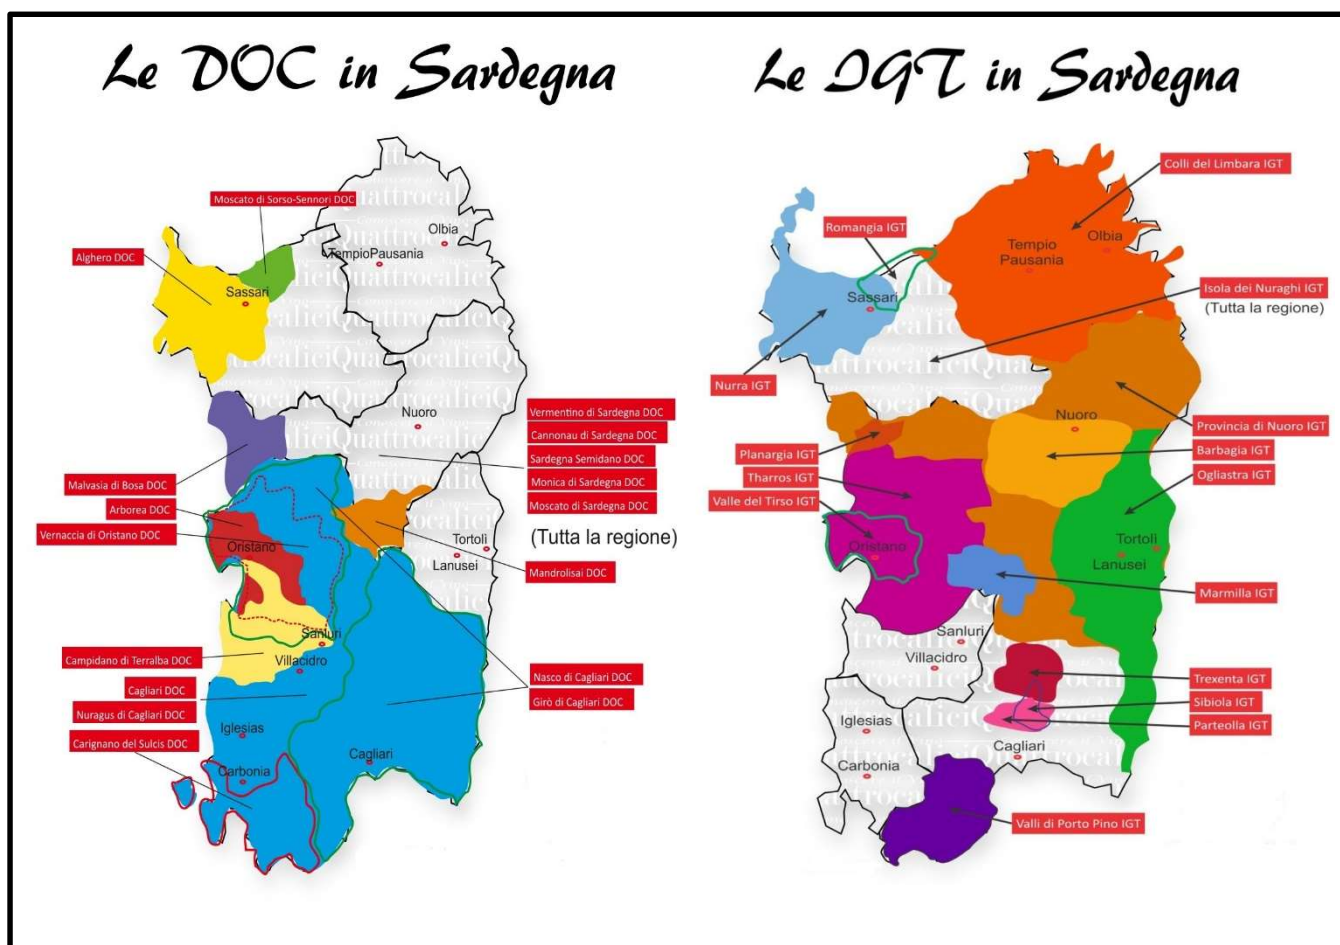 Le DOC in Sardegna
Moscato di Sorso-Sennori DOC
Alghero DOC
Olbia
TempioPausania
Sassari
Nuoro
Vermentino di Sardegna DOC
Cannonau di Sardegna DOC
Sardegna Semidano DOC
Monica di Sardegna DOC
Moscato di Sardegna DOC
(Tutta la regione)
Malvasia di Bosa DOC
Arborea DOC
Vernaccia di Oristano DOC
Oristano
Tortolì
Lanusei
Mandrolisai DOC
Sanluri
Campidano di Terralba DOC
Villacidro
Cagliari DOC
Nuragus di Cagliari DOC
Nasco di Cagliari DOC
Girò di Cagliari DOC
Iglesias
Carignano del Sulcis DOC
Cagliari
Carbonia
Le IGT in Sardegna
Colli del Limbara IGT
Romangia IGT
Olbia
Tempio
Pausania
Isola dei Nuraghi IGT
(Tutta la regione)
Sassari
Nurra IGT
Nuoro
Provincia di Nuoro IGT
Planargia IGT
Barbagia IGT
Tharros IGT
Ogliastra IGT
Valle del Tirso IGT
Oristano
Tortolì
Lanusei
Marmilla IGT
Sanluri
Villacidro
Trexenta IGT
Sibiola IGT
Parteolla IGT
Iglesias
Cagliari
Carbonia
Valli di Porto Pino IGT